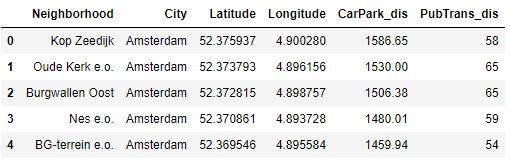 Neighborhood City Latitude Longitude CarPark_dis PubTrans_dis
0 Kop Zeedijk Amsterdam 52.375937 4.900280 1586.65 58
1 Oude Kerk e.o. Amsterdam 52.373793 4.896156 1530.00 65
2 Burgwallen Oost Amsterdam 52.372815 4.898757 1506.38 65
3 Nes e.o. Amsterdam 52.370861 4.893728 1480.01 59
4 BG-terrein e.o. Amsterdam 52.369546 4.895584 1459.94 54